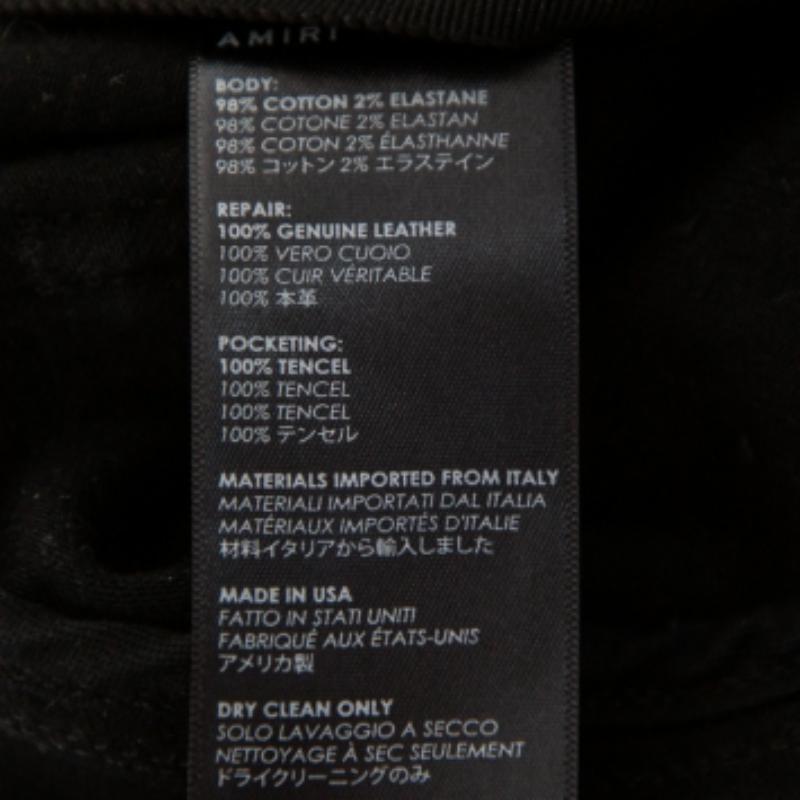 AMIRI
BODY:
98% COTTON 2% ELASTANE
98% COTONE 2% ELASTAN
98% COTON 2% ÉLASTHANNE
98% コットン 2% エラステイン
REPAIR:
100% GENUINE LEATHER
100% VERO CUOIO
100% CUIR VÉRITABLE
100% 本革
POCKETING:
100% TENCEL
100% TENCEL
100% TENCEL
100% テンセル
MATERIALS IMPORTED FROM ITALY
MATERIALI IMPORTATI DAL ITALIA
MATÉRIAUX IMPORTÉS D'ITALIE
材料イタリアから輸入しました
MADE IN USA
FATTO IN STATI UNITI
FABRIQUÉ AUX ÉTATS-UNIS
アメリカ製
DRY CLEAN ONLY
SOLO LAVAGGIO A SECCO
NETTOYAGE À SEC SEULEMENT
ドライクリーニングのみ